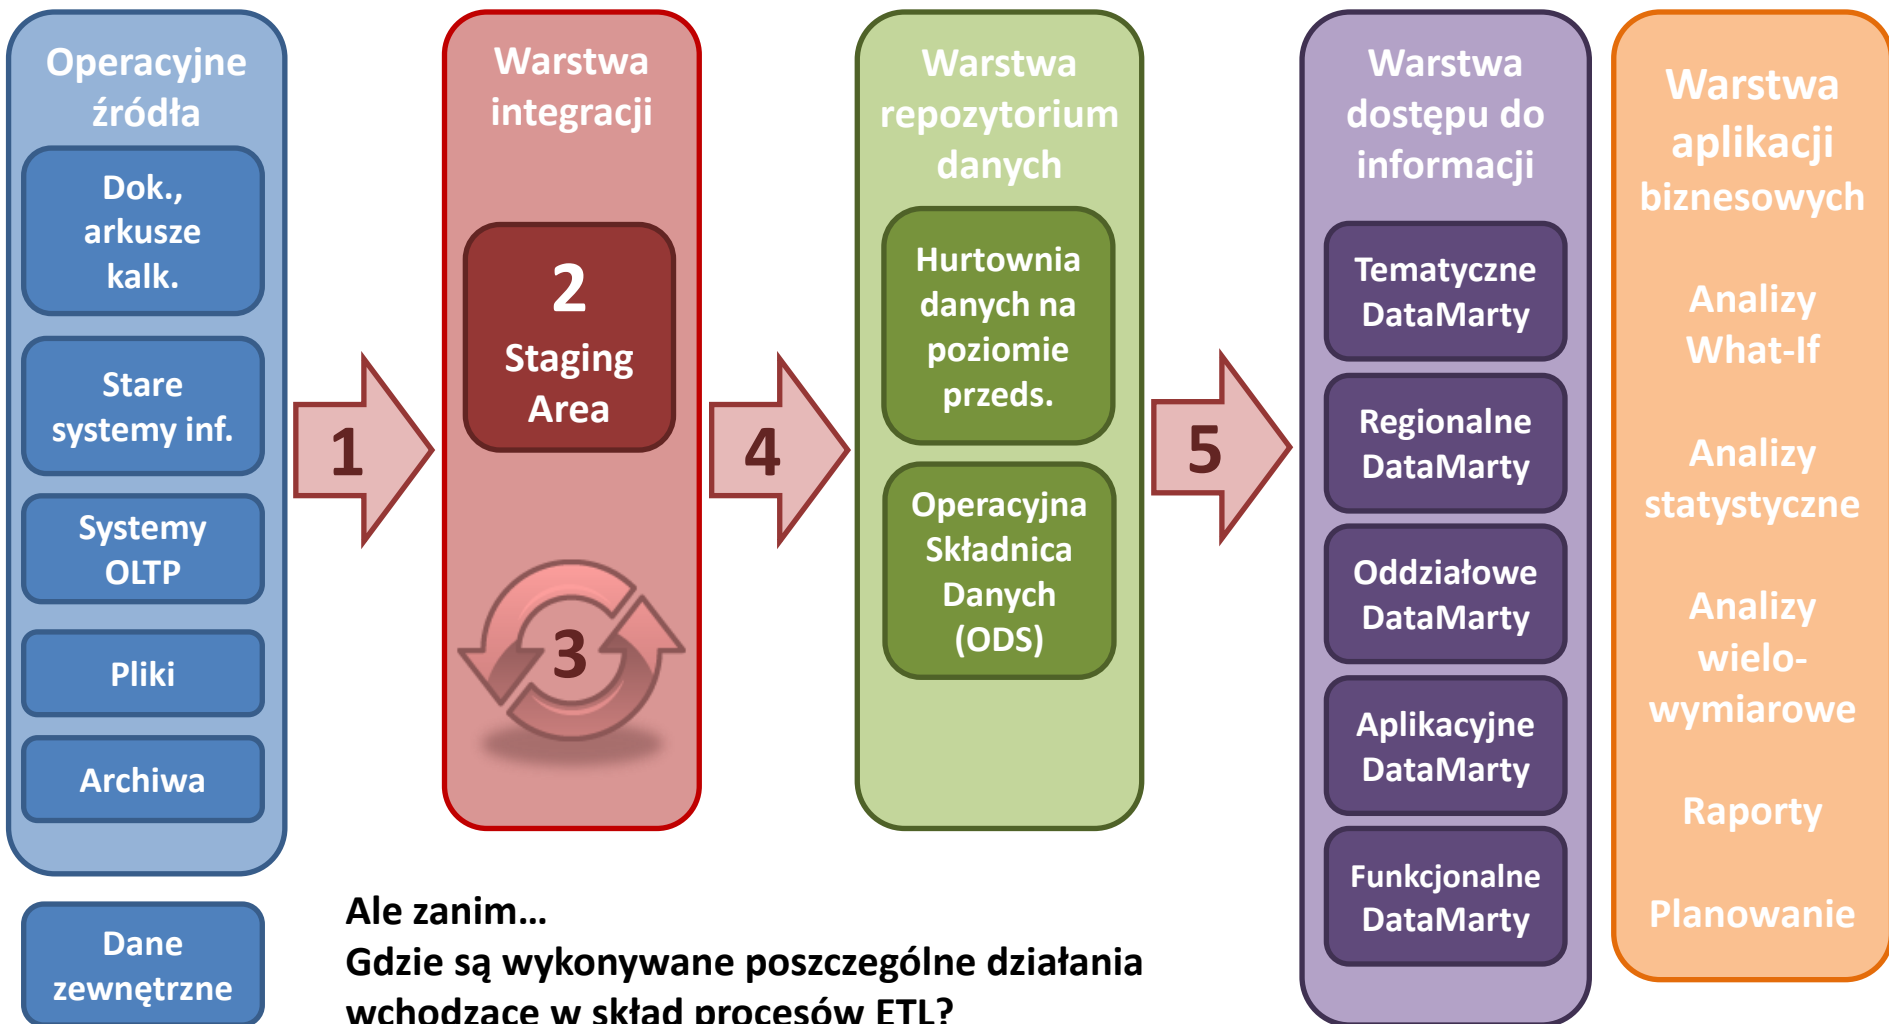 Operacyjne
źródła
Dok.,
arkusze
kalk.
Stare
systemy inf.
Systemy
OLTP
Pliki
Archiwa
Dane
zewnętrzne
1
Warstwa
integracji
2
Staging
Area
3
4
Warstwa
repozytorium
danych
Hurtownia
danych na
poziomie
przeds.
Operacyjna
Składnica
Danych
(ODS)
5
Warstwa
dostępu do
informacji
Tematyczne
DataMarty
Regionalne
DataMarty
Oddziałowe
DataMarty
Aplikacyjne
DataMarty
Funkcjonalne
DataMarty
Warstwa
aplikacji
biznesowych
Analizy
What-If
Analizy
statystyczne
Analizy
wielo-
wymiarowe
Raporty
Planowanie
Ale zanim…
Gdzie są wykonywane poszczególne działania
wchodzące w skład procesów ETL?